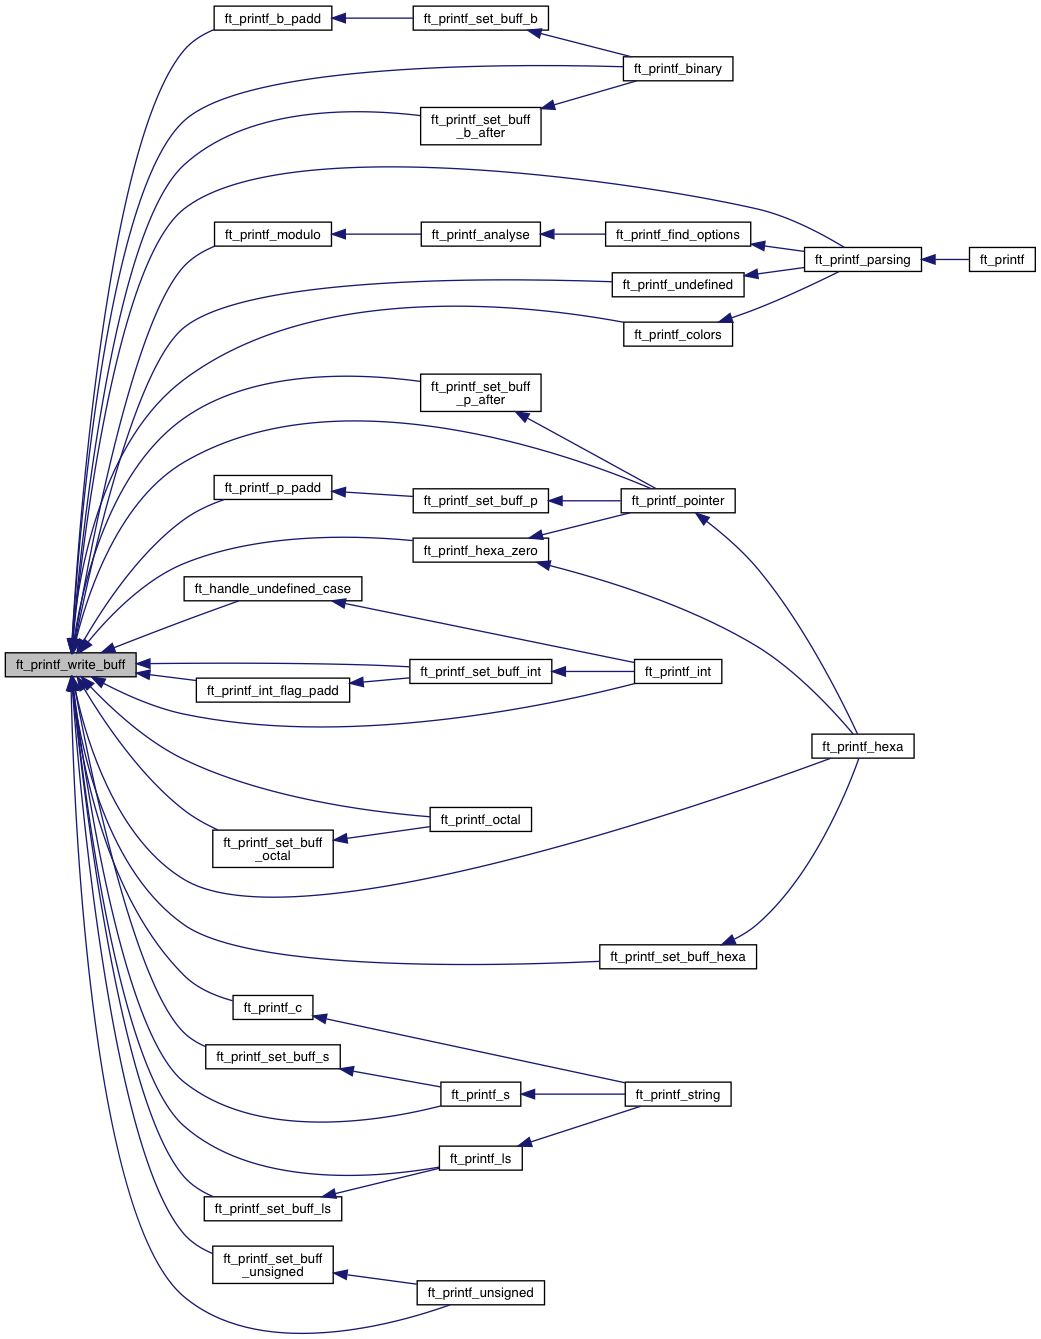 ft_printf_b_padd
ft_printf_set_buff_b
ft_printf_binary
ft_printf_set_buff
_b_after
ft_printf_modulo
ft_printf_analyse
ft_printf_find_options
ft_printf_parsing
ft_printf
ft_printf_undefined
ft_printf_colors
ft_printf_set_buff
_p_after
ft_printf_p_padd
ft_printf_set_buff_p
ft_printf_pointer
ft_printf_hexa_zero
ft_handle_undefined_case
ft_printf_write_buff
ft_printf_set_buff_int
ft_printf_int
ft_printf_int_flag_padd
ft_printf_hexa
ft_printf_octal
ft_printf_set_buff
_octal
ft_printf_set_buff_hexa
ft_printf_c
ft_printf_set_buff_s
ft_printf_s
ft_printf_string
ft_printf_ls
ft_printf_set_buff_ls
ft_printf_set_buff
_unsigned
ft_printf_unsigned